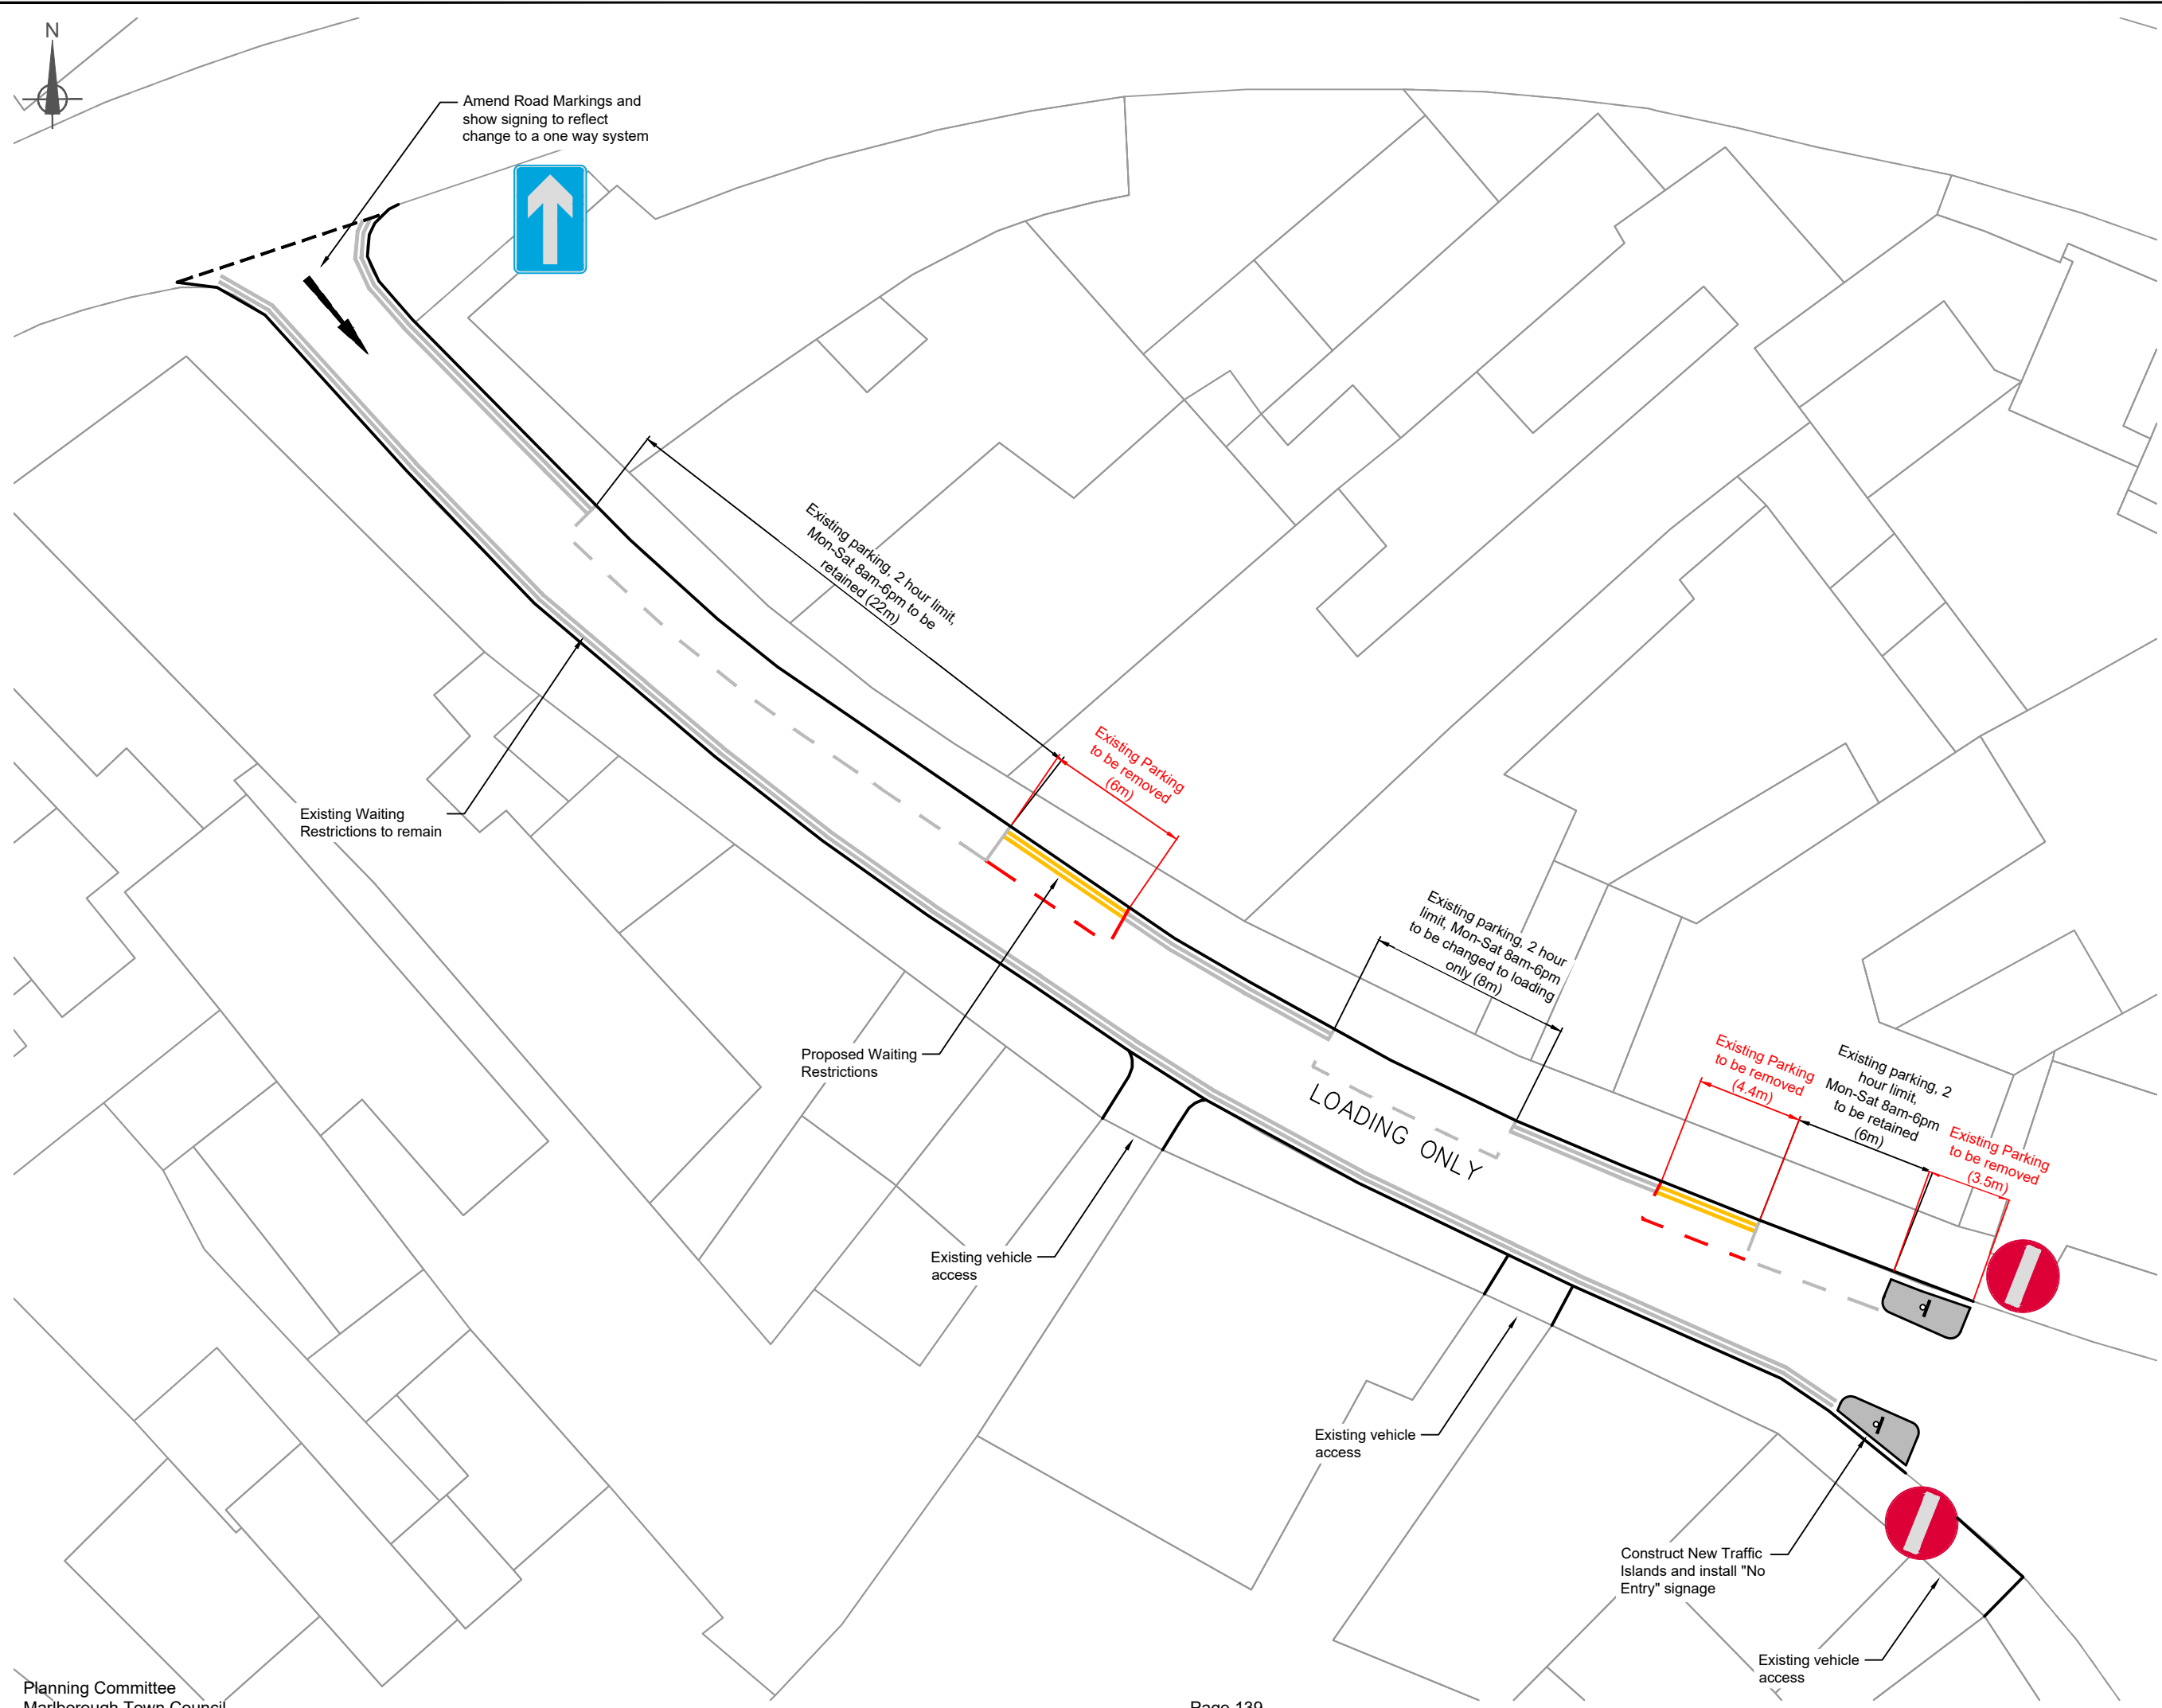 N
Amend Road Markings and
show signing to reflect
change to a one way system
Existing parking, 2 hour limit,
Mon-Sat 8am-6pm to be
retained (22m)
Existing Parking
to be removed
(6m)
Existing Waiting
Restrictions to remain
Existing parking, 2 hour
limit, Mon-Sat 8am-6pm
to be changed to loading
only (8m)
Proposed Waiting
Restrictions
LOADING ONLY
Existing Parking
to be removed
(4.4m)
Existing parking, 2
hour limit,
Mon-Sat 8am-6pm
to be retained
(6m)
Existing Parking
to be removed
(3.5m)
Existing vehicle
access
Existing vehicle
access
Construct New Traffic
Islands and install "No
Entry" signage
Existing vehicle
access
Planning Committee
Marlborough Town Council
Page 139